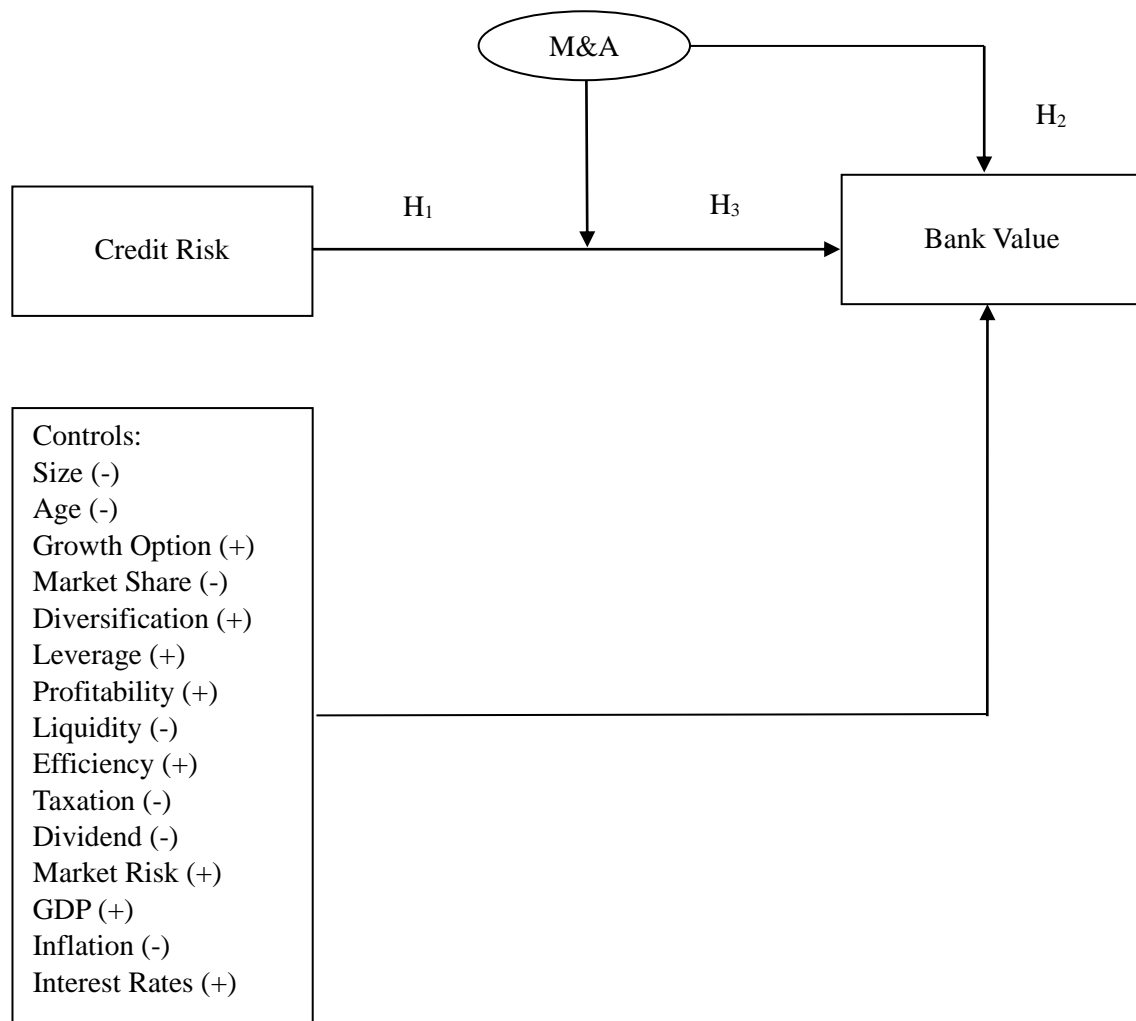 M&A
H₂
H₁
H₃
Credit Risk
Bank Value
Controls:
Size (-)
Age (-)
Growth Option (+)
Market Share (-)
Diversification (+)
Leverage (+)
Profitability (+)
Liquidity (-)
Efficiency (+)
Taxation (-)
Dividend (-)
Market Risk (+)
GDP (+)
Inflation (-)
Interest Rates (+)